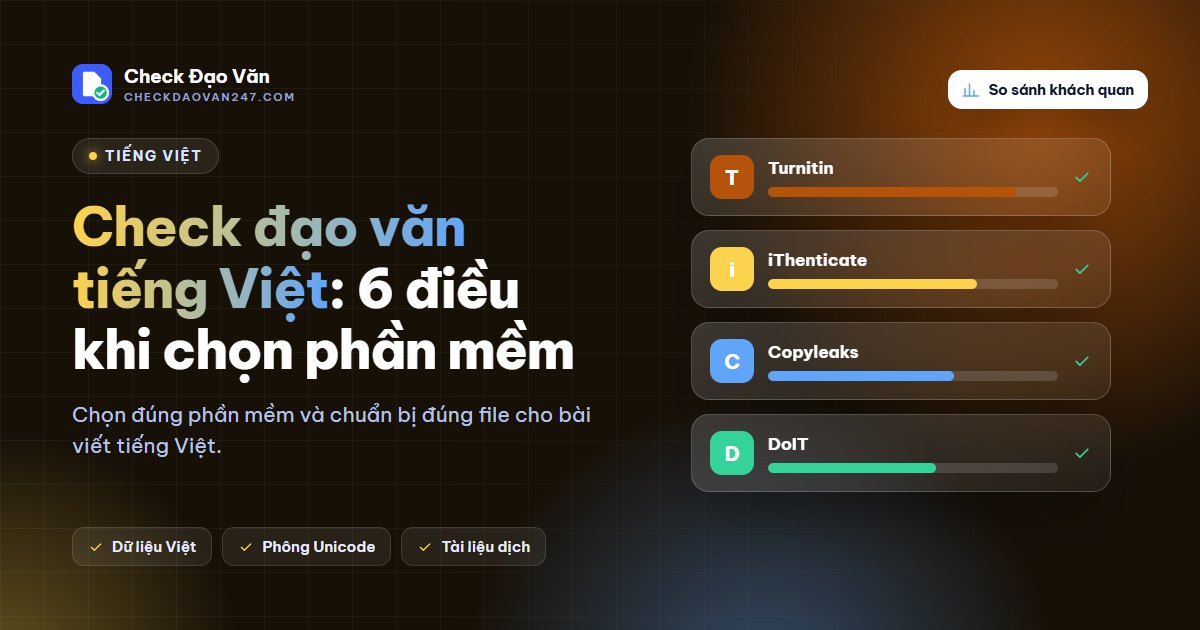 Check Đạo Văn
CHECKDAOVAN247.COM
So sánh khách quan
TIẾNG VIỆT
Check đạo văn
tiếng Việt: 6 điều
khi chọn phần mềm
Chọn đúng phần mềm và chuẩn bị đúng file cho bài
viết tiếng Việt.
Dữ liệu Việt
Phông Unicode
Tài liệu dịch
T
Turnitin
i
iThenticate
C
Copyleaks
D
DoIT